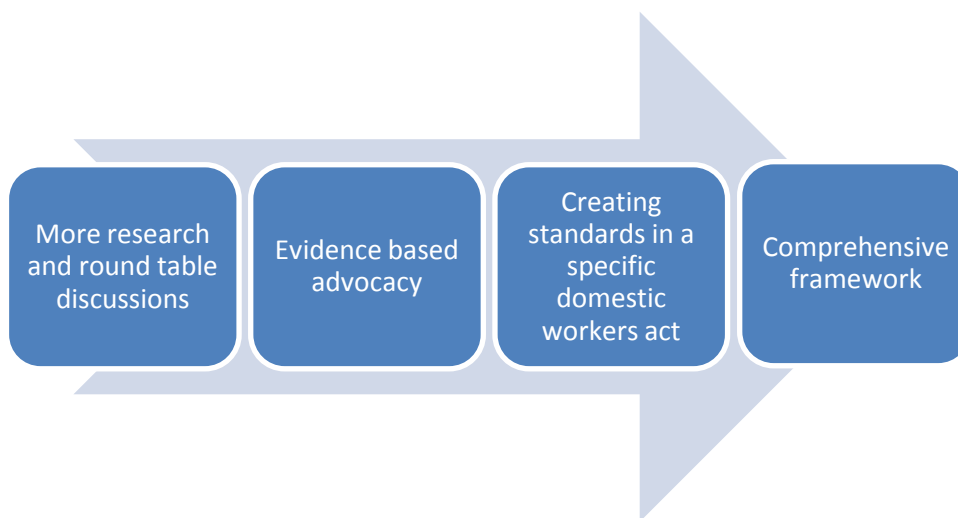 More research
and round table
discussions
Evidence based
advocacy
Creating
standards in a
specific
domestic
workers act
Comprehensive
framework